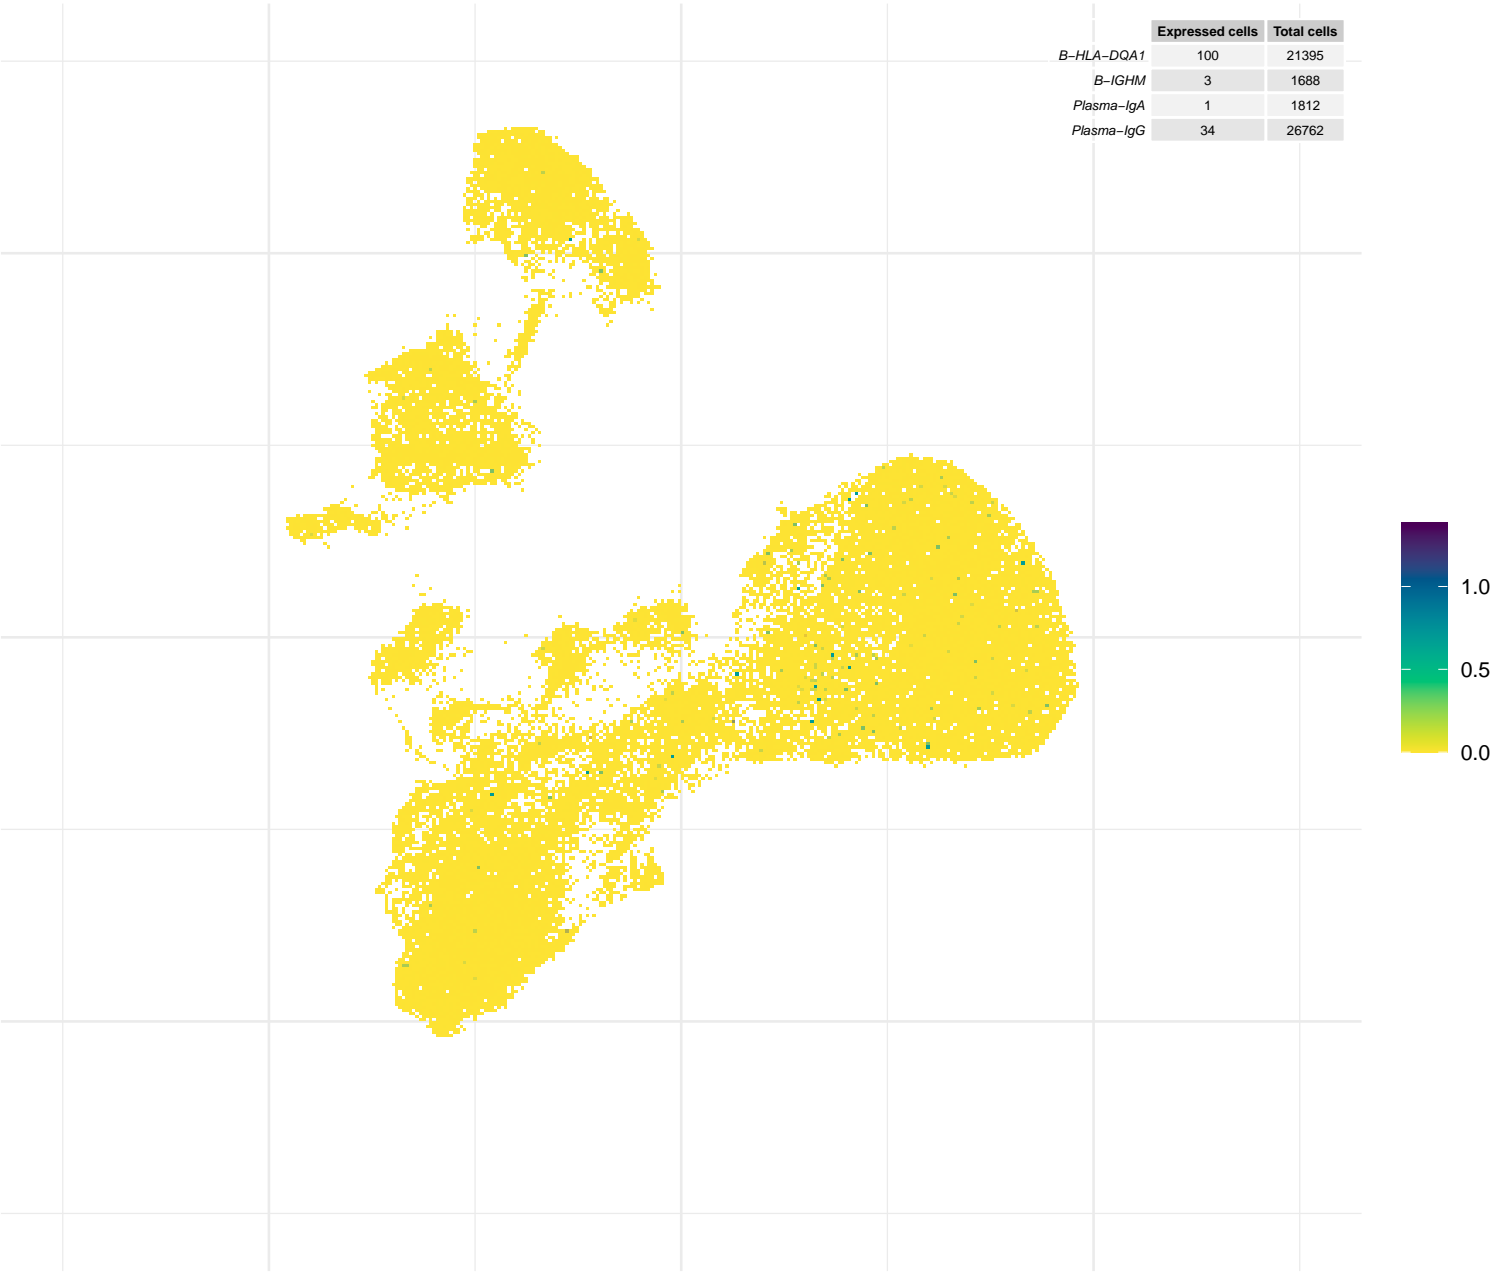 Expressed cells Total cells
B−HLA−DQA1 100 21395
B−IGHM 3 1688
Plasma−IgA 1 1812
Plasma−IgG 34 26762
1.0
0.5
0.0